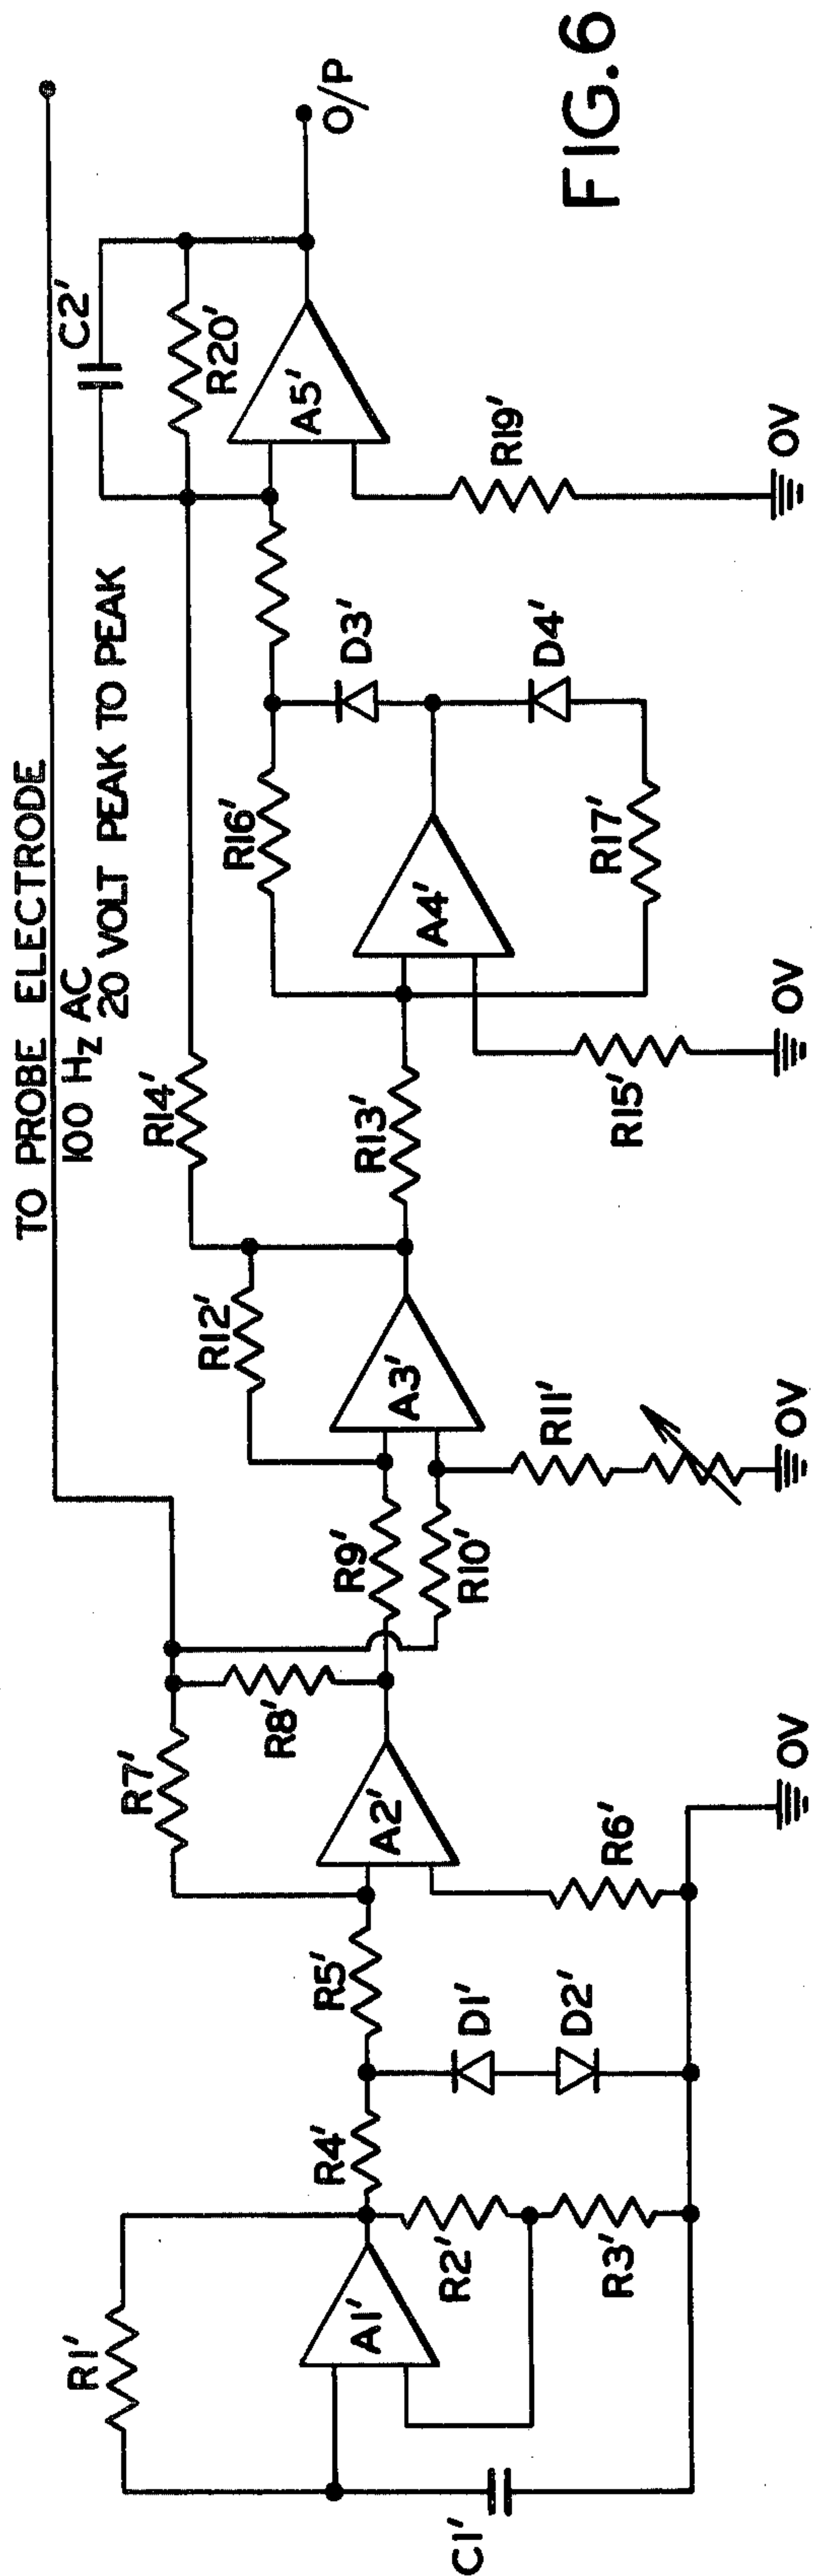 TO PROBE ELECTRODE
100 Hz AC
20 VOLT PEAK TO PEAK
R1'
A1'
C1'
R2'
R3'
R4'
R5'
D1'
D2'
R6'
0V
A2'
R7'
R8'
R9'
R10'
R11'
0V
A3'
R12'
R13'
R14'
R15'
0V
A4'
R16'
R17'
D3'
D4'
A5'
R19'
0V
R20'
C2'
O/P
FIG.6